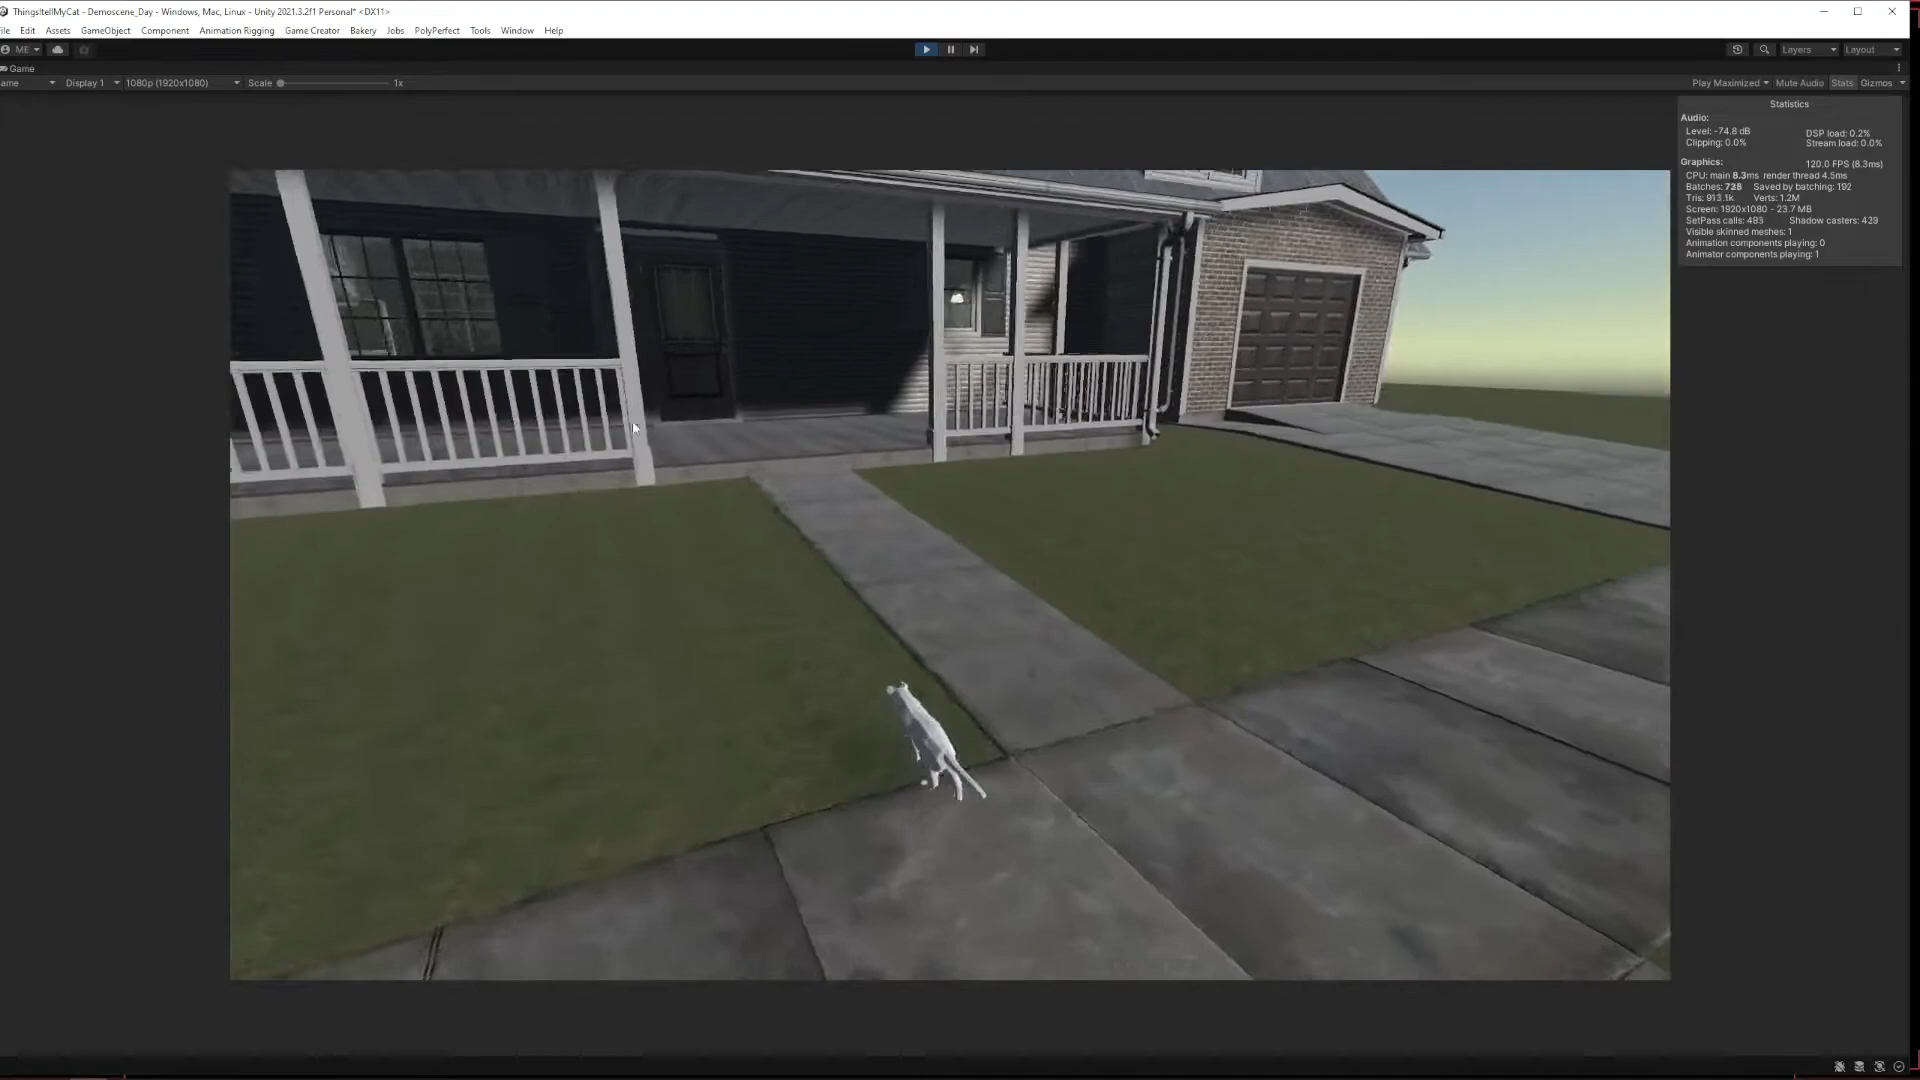 ThingsItellMyCat - Demoscene_Day - Windows, Mac, Linux - Unity 2021.3.2f1 Personal* <DX11>
ile Edit Assets GameObject Component Animation Rigging Game Creator Bakery Jobs PolyPerfect Tools Window Help
ME Layers Layout
Game
ame Display 1 1080p (1920x1080) Scale 1x Play Maximized Mute Audio Stats Gizmos
Statistics
Audio:
Level: -74.8 dB DSP load: 0.2%
Clipping: 0.0% Stream load: 0.0%
Graphics: 120.0 FPS (8.3ms)
CPU: main 8.3ms render thread 4.5ms
Batches: 738 Saved by batching: 192
Tris: 913.1k Verts: 1.2M
Screen: 1920x1080 - 23.7 MB
SetPass calls: 483 Shadow casters: 429
Visible skinned meshes: 1
Animation components playing: 0
Animator components playing: 1